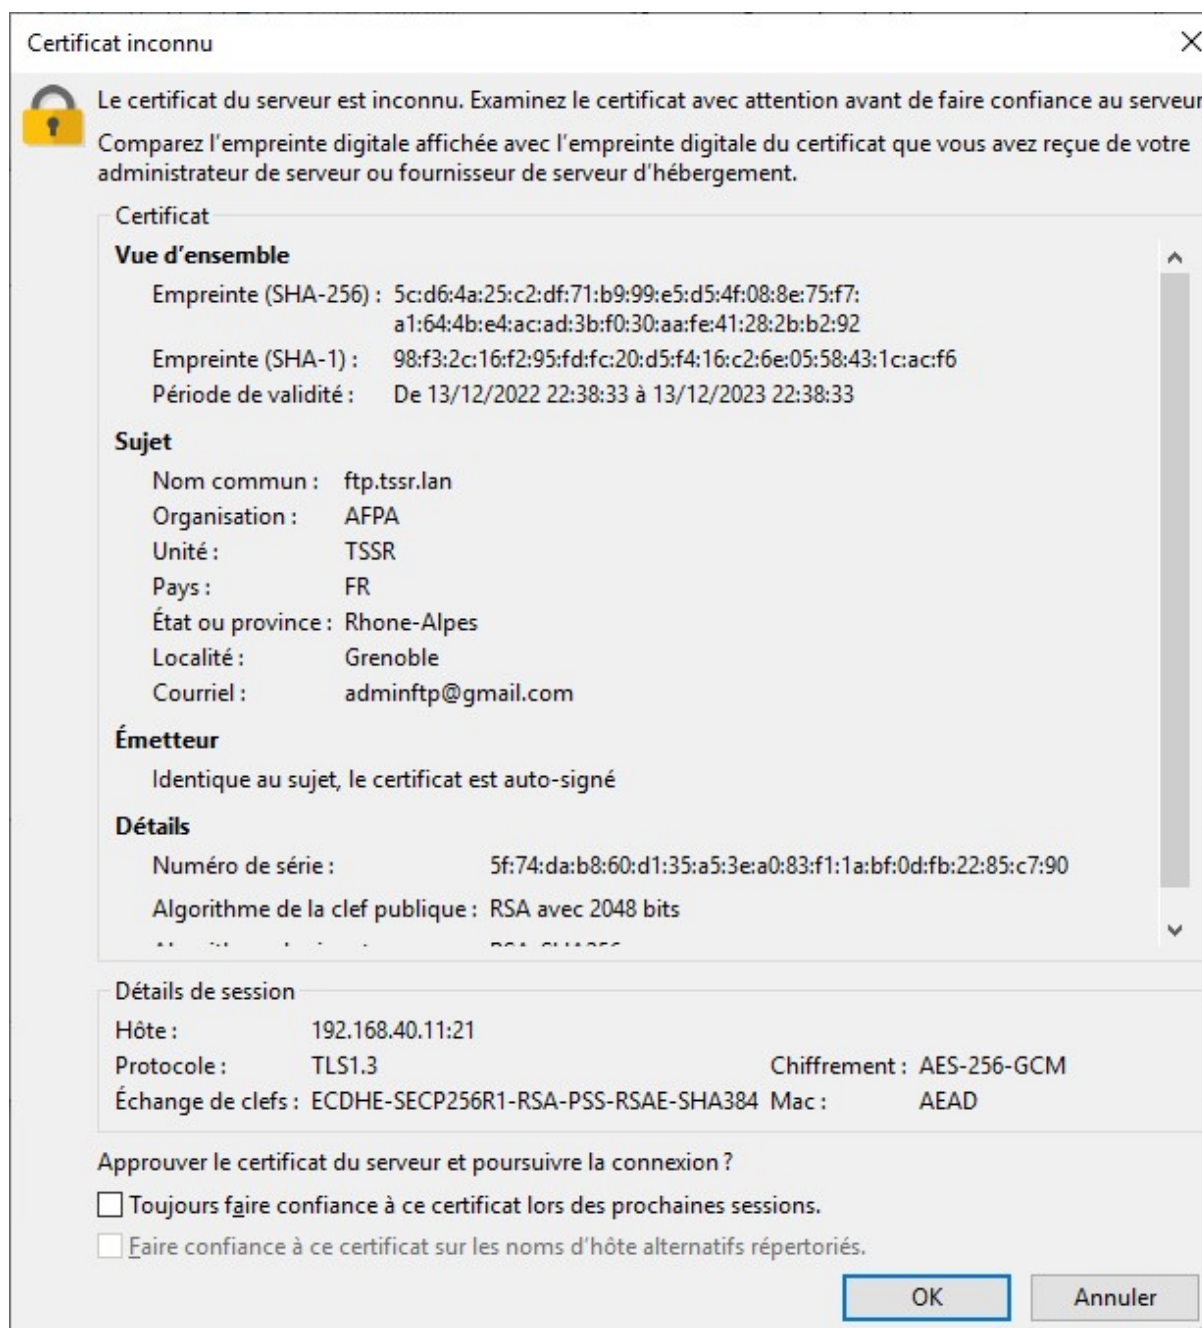 Certificat inconnu
Le certificat du serveur est inconnu. Examinez le certificat avec attention avant de faire confiance au serveur
Comparez l’empreinte digitale affichée avec l’empreinte digitale du certificat que vous avez reçue de votre
administrateur de serveur ou fournisseur de serveur d’hébergement.
Certificat
Vue d’ensemble
Empreinte (SHA-256) : 5c:d6:4a:25:c2:df:71:b9:99:e5:d5:4f:08:8e:75:f7:
a1:64:4b:e4:ac:ad:3b:f0:30:aa:fe:41:28:2b:b2:92
Empreinte (SHA-1) : 98:f3:2c:16:f2:95:fd:fc:20:d5:f4:16:c2:6e:05:58:43:1c:ac:f6
Période de validité : De 13/12/2022 22:38:33 à 13/12/2023 22:38:33
Sujet
Nom commun : ftp.tssr.lan
Organisation : AFPA
Unité : TSSR
Pays : FR
État ou province : Rhone-Alpes
Localité : Grenoble
Courriel : adminftp@gmail.com
Émetteur
Identique au sujet, le certificat est auto-signé
Détails
Numéro de série : 5f:74:da:b8:60:d1:35:a5:3e:a0:83:f1:1a:bf:0d:fb:22:85:c7:90
Algorithme de la clef publique : RSA avec 2048 bits
Détails de session
Hôte : 192.168.40.11:21
Protocole : TLS1.3 Chiffrement : AES-256-GCM
Échange de clefs : ECDHE-SECP256R1-RSA-PSS-RSAE-SHA384 Mac : AEAD
Approuver le certificat du serveur et poursuivre la connexion ?
Toujours faire confiance à ce certificat lors des prochaines sessions.
Faire confiance à ce certificat sur les noms d’hôte alternatifs répertoriés.
OK Annuler